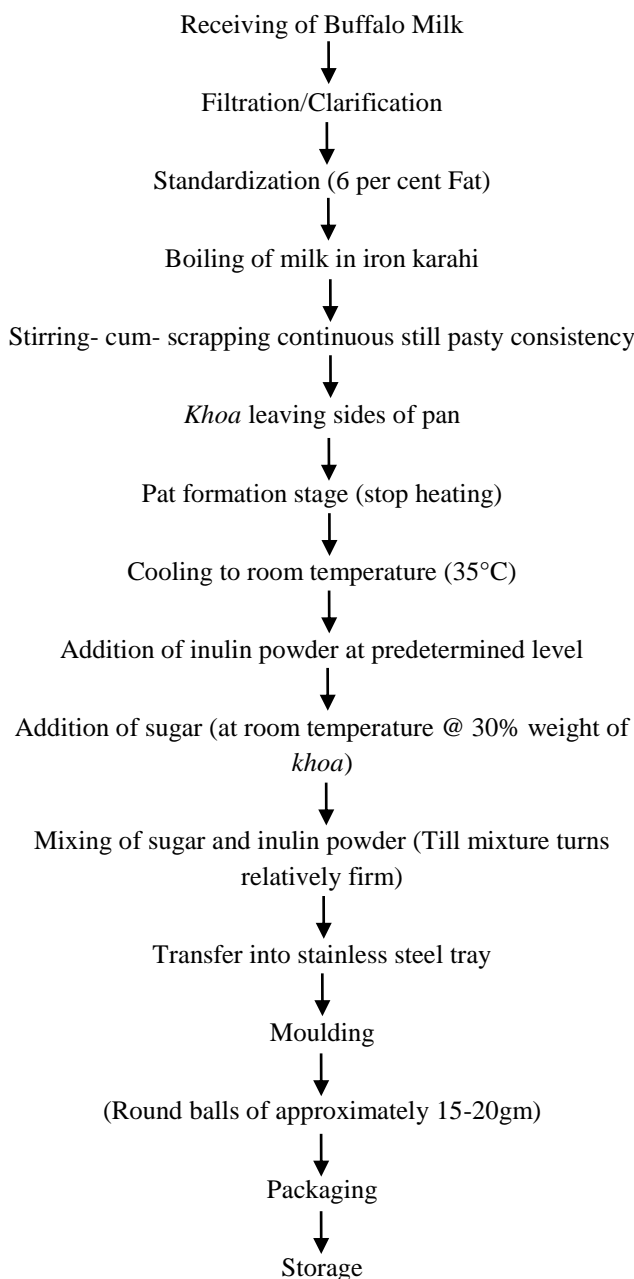 Receiving of Buffalo Milk
Filtration/Clarification
Standardization (6 per cent Fat)
Boiling of milk in iron karahi
Stirring- cum- scrapping continuous still pasty consistency
Khoa leaving sides of pan
Pat formation stage (stop heating)
Cooling to room temperature (35°C)
Addition of inulin powder at predetermined level
Addition of sugar (at room temperature @ 30% weight of
khoa)
Mixing of sugar and inulin powder (Till mixture turns
relatively firm)
Transfer into stainless steel tray
Moulding
(Round balls of approximately 15-20gm)
Packaging
Storage